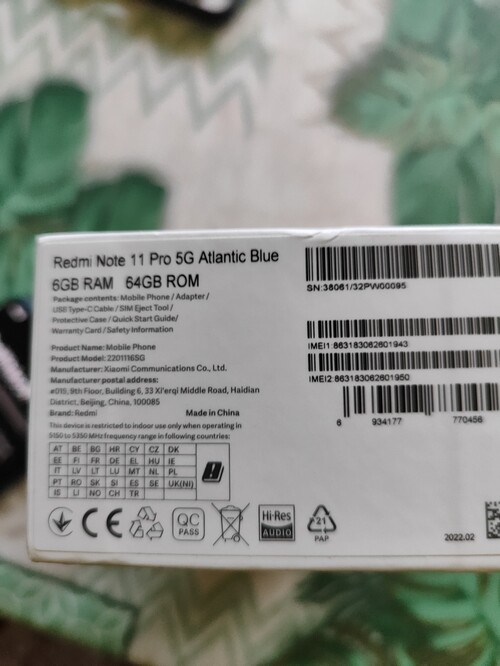 Redmi Note 11 Pro 5G Atlantic Blue
6GB RAM 64GB ROM
Package contents: Mobile Phone / Adapter /
USB Type-C Cable / SIM Eject Tool /
Protective Case / Quick Start Guide/
Warranty Card / Safety Information
Product Name: Mobile Phone
Product Model: 2201116SG
Manufacturer: Xiaomi Communications Co., Ltd.
Manufacturer postal address:
#019, 9th Floor, Building 6, 33 Xi'erqi Middle Road, Haidian
District, Beijing, China, 100085
Brand: Redmi Made in China
This device is restricted to indoor use only when operating in
5150 to 5350 MHz frequency range in following countries:
AT BE BG HR CY CZ DK
EE FI FR DE EL HU IE
IT LV LT LU MT NL PL
PT RO SK SI ES SE UK(NI)
IS LI NO CH TR
SN:38061/32PW00095
IMEI1:863183062601943
IMEI2:863183062601950
6 934177 770456
CE
QC
PASS
Hi-Res
AUDIO
21
PAP
2022.02